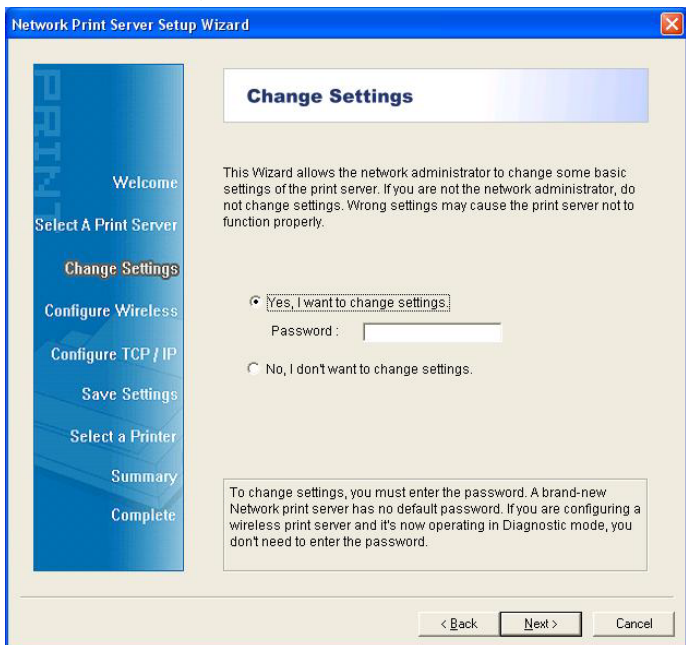 Network Print Server Setup Wizard
PRINT
Welcome
Select A Print Server
Change Settings
Configure Wireless
Configure TCP / IP
Save Settings
Select a Printer
Summary
Complete
Change Settings
This Wizard allows the network administrator to change some basic
settings of the print server. If you are not the network administrator, do
not change settings. Wrong settings may cause the print server not to
function properly.
Yes, I want to change settings.
Password :
No, I don't want to change settings.
To change settings, you must enter the password. A brand-new
Network print server has no default password. If you are configuring a
wireless print server and it's now operating in Diagnostic mode, you
don't need to enter the password.
< Back
Next >
Cancel